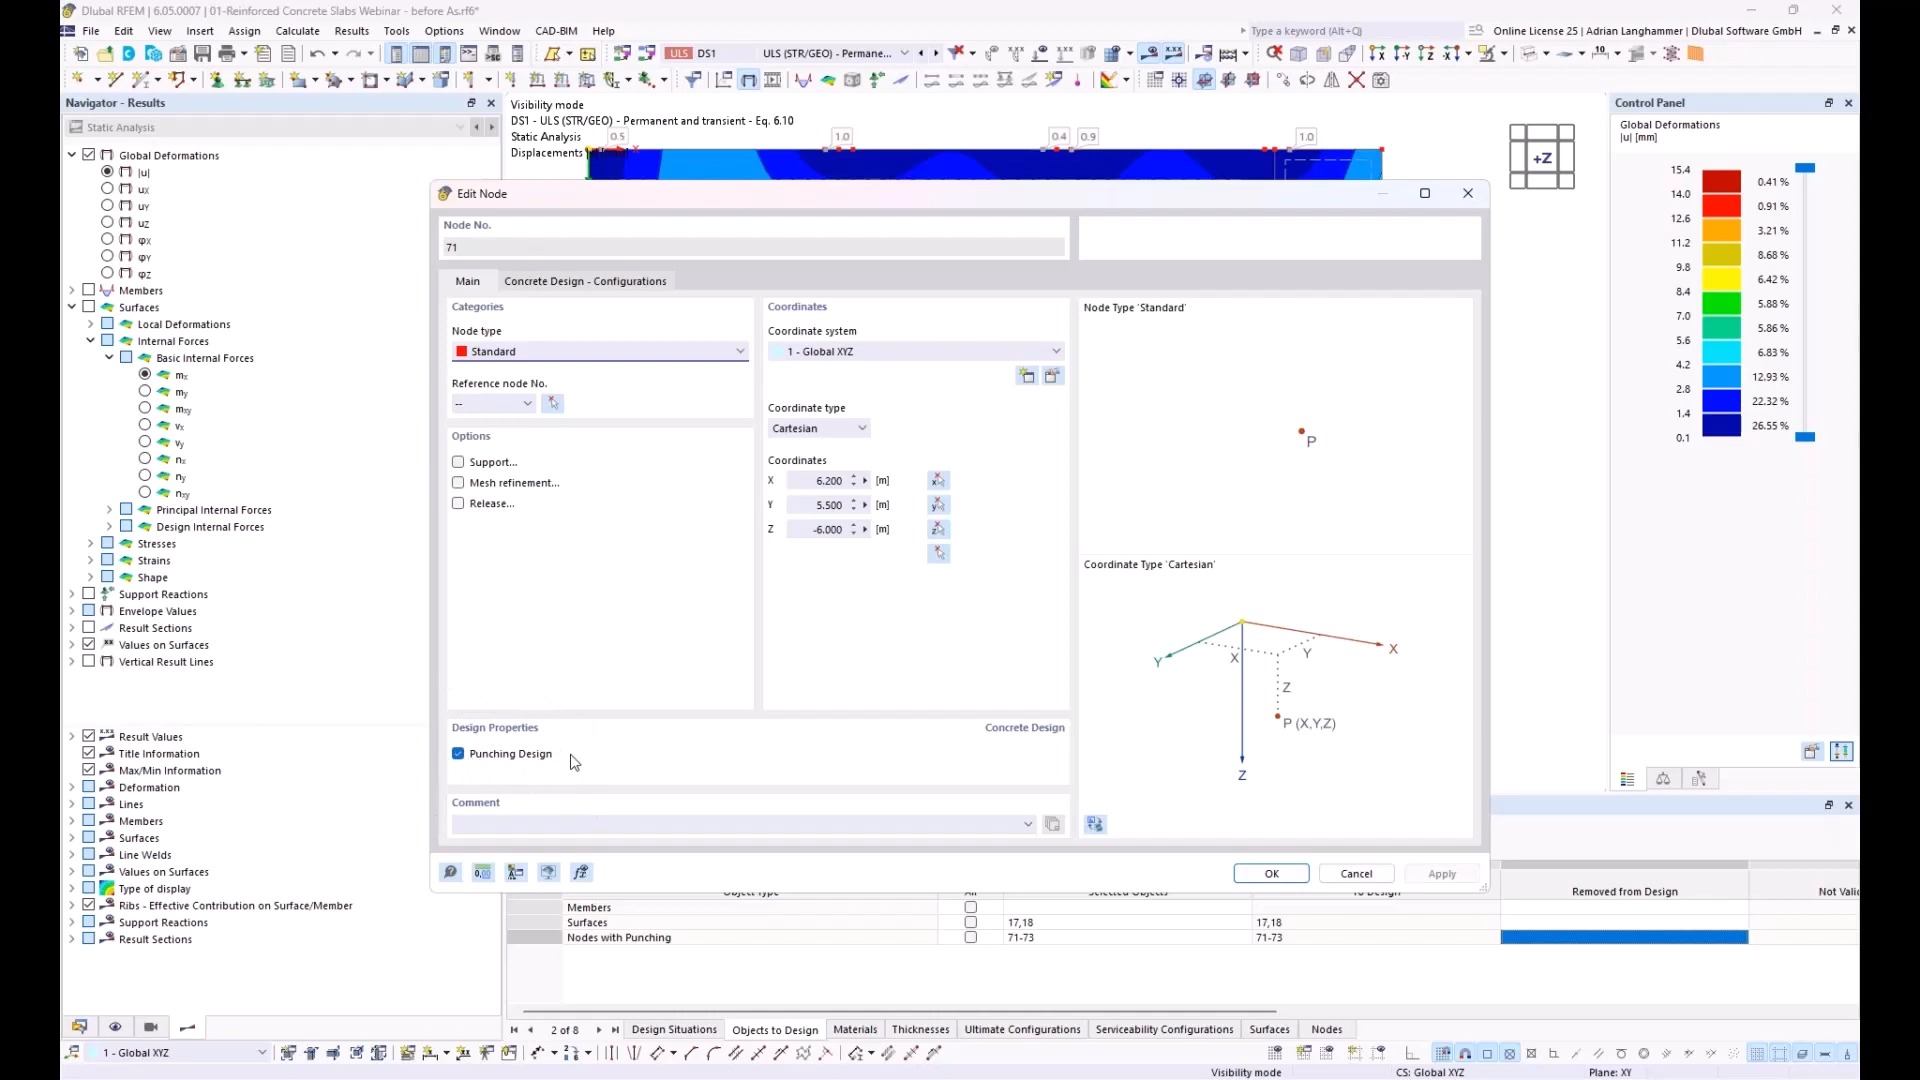 Dlubal RFEM | 6.05.0007 | 01-Reinforced Concrete Slabs Webinar - before As.rf6*
File Edit View Insert Assign Calculate Results Tools Options Window CAD-BIM Help
Type a keyword (Alt+Q)
Online License 25 | Adrian Langhammer | Dlubal Software GmbH
ULS DS1 ULS (STR/GEO) - Permane...
Navigator - Results
Static Analysis
Global Deformations
|u|
uX
uY
uZ
φX
φY
φZ
Members
Surfaces
Local Deformations
Internal Forces
Basic Internal Forces
mx
my
mxy
vx
vy
nx
ny
nxy
Principal Internal Forces
Design Internal Forces
Stresses
Strains
Shape
Support Reactions
Envelope Values
Result Sections
Values on Surfaces
Vertical Result Lines
Result Values
Title Information
Max/Min Information
Deformation
Lines
Members
Surfaces
Line Welds
Values on Surfaces
Type of display
Ribs - Effective Contribution on Surface/Member
Support Reactions
Result Sections
Visibility mode
DS1 - ULS (STR/GEO) - Permanent and transient - Eq. 6.10
Static Analysis
Displacements
0.5 1.0 0.4 0.9 1.0
+Z
Edit Node
Node No.
71
Main Concrete Design - Configurations
Categories
Node type
Standard
Reference node No.
--
Options
Support...
Mesh refinement...
Release...
Coordinates
Coordinate system
1 - Global XYZ
Coordinate type
Cartesian
Coordinates
X 6.200 [m]
Y 5.500 [m]
Z -6.000 [m]
Node Type 'Standard'
P
Coordinate Type 'Cartesian'
Y X Y X
Z
P (X,Y,Z)
Z
Design Properties Concrete Design
Punching Design
Comment
OK Cancel Apply
Control Panel
Global Deformations
|u| [mm]
15.4 0.41 %
14.0 0.91 %
12.6 3.21 %
11.2 8.68 %
9.8 6.42 %
8.4 5.88 %
7.0 5.86 %
5.6 6.83 %
4.2 12.93 %
2.8 22.32 %
1.4 26.55 %
0.1
Removed from Design
Members
Surfaces 17,18 17,18
Nodes with Punching 71-73 71-73
2 of 8 Design Situations Objects to Design Materials Thicknesses Ultimate Configurations Serviceability Configurations Surfaces Nodes
1 - Global XYZ
Visibility mode CS: Global XYZ Plane: XY